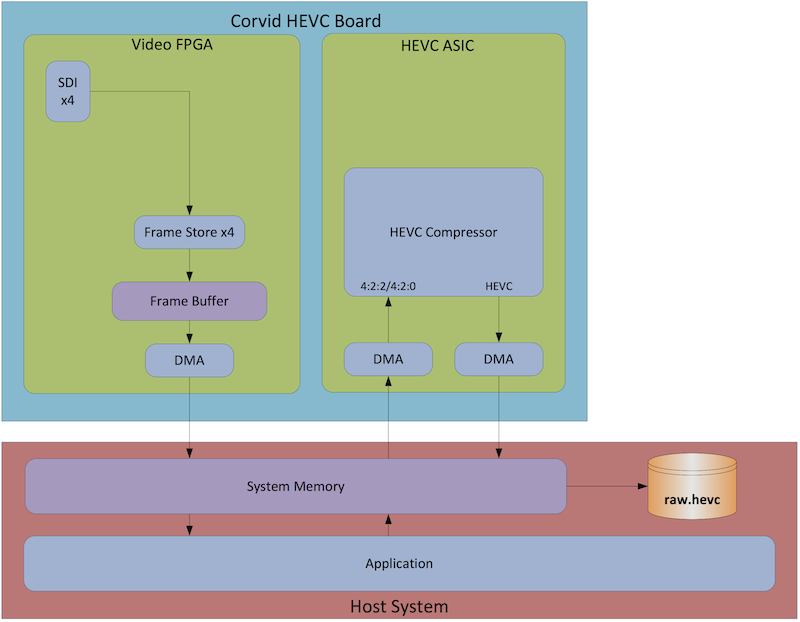 Corvid HEVC Board
Video FPGA
SDI
x4
Frame Store x4
Frame Buffer
DMA
HEVC ASIC
HEVC Compressor
4:2:2/4:2:0
HEVC
DMA
DMA
System Memory
raw.hevc
Application
Host System